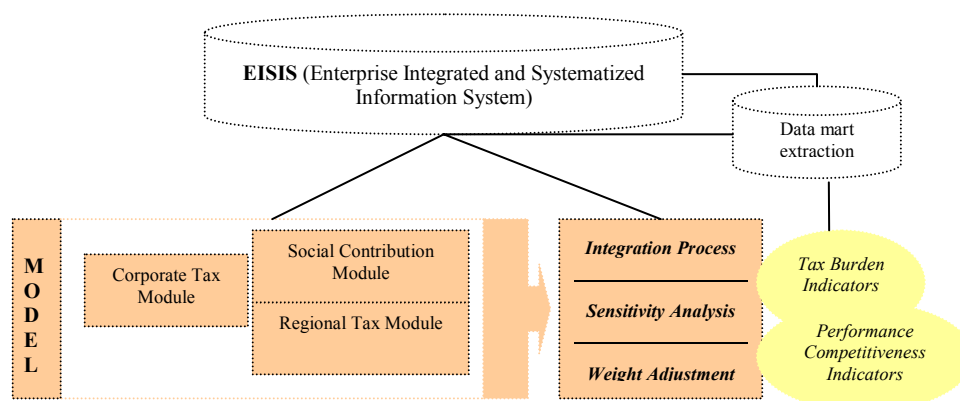 EISIS (Enterprise Integrated and Systematized
Information System)
Data mart
extraction
M
O
D
E
L
Corporate Tax
Module
Social Contribution
Module
Regional Tax Module
Integration Process
Sensitivity Analysis
Weight Adjustment
Tax Burden
Indicators
Performance
Competitiveness
Indicators